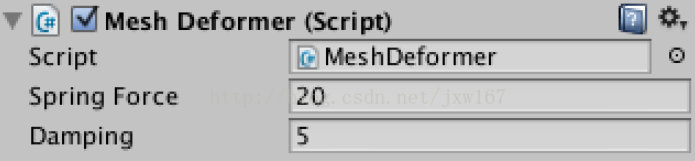 Mesh Deformer (Script)
Script MeshDeformer
Spring Force 20
Damping 5